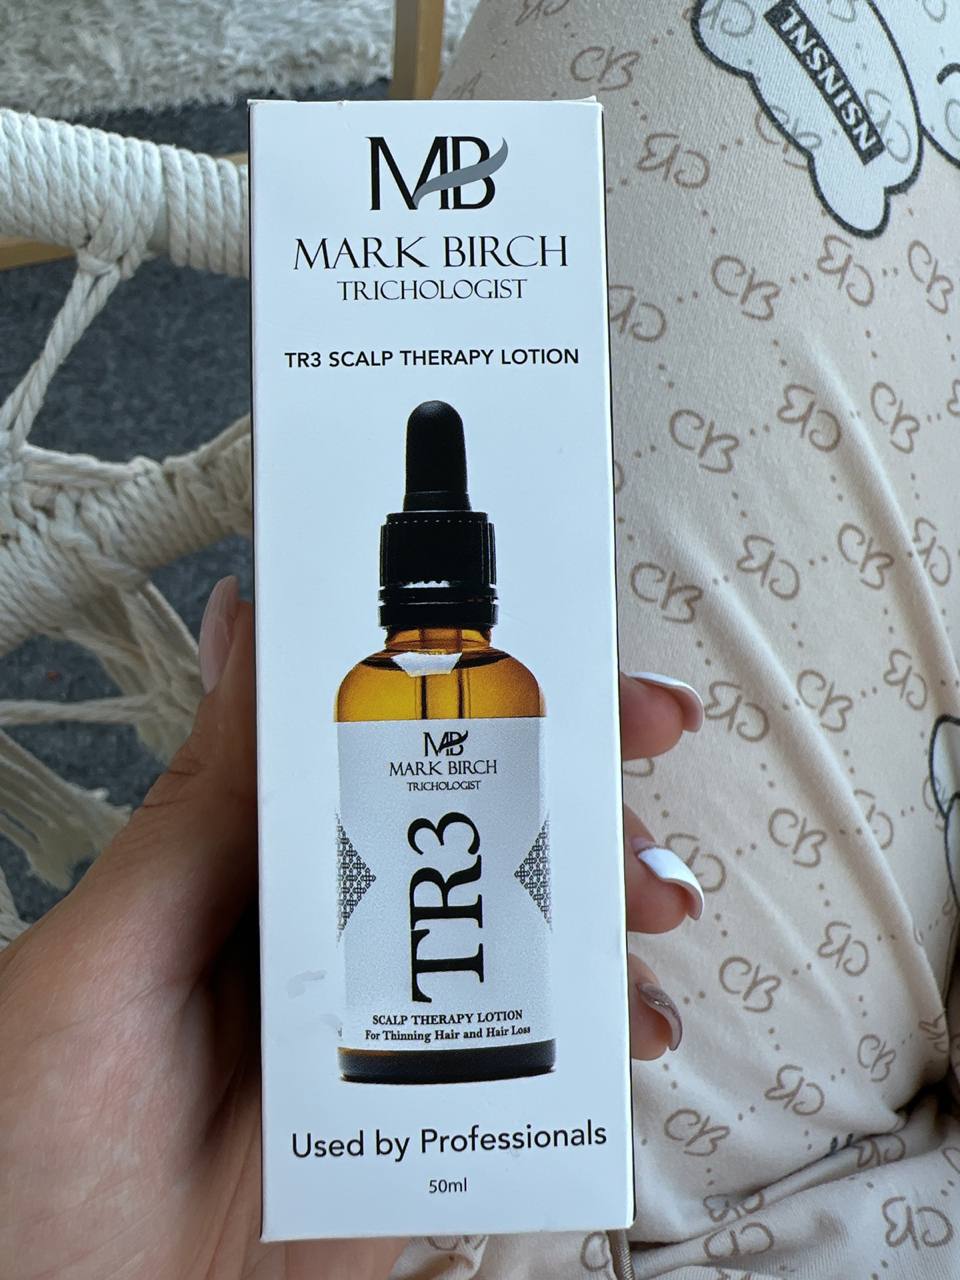 MB
MARK BIRCH
TRICHOLOGIST
TR3 SCALP THERAPY LOTION
MB
MARK BIRCH
TRICHOLOGIST
TR3
SCALP THERAPY LOTION
For Thinning Hair and Hair Loss
Used by Professionals
50ml
NSINSNL